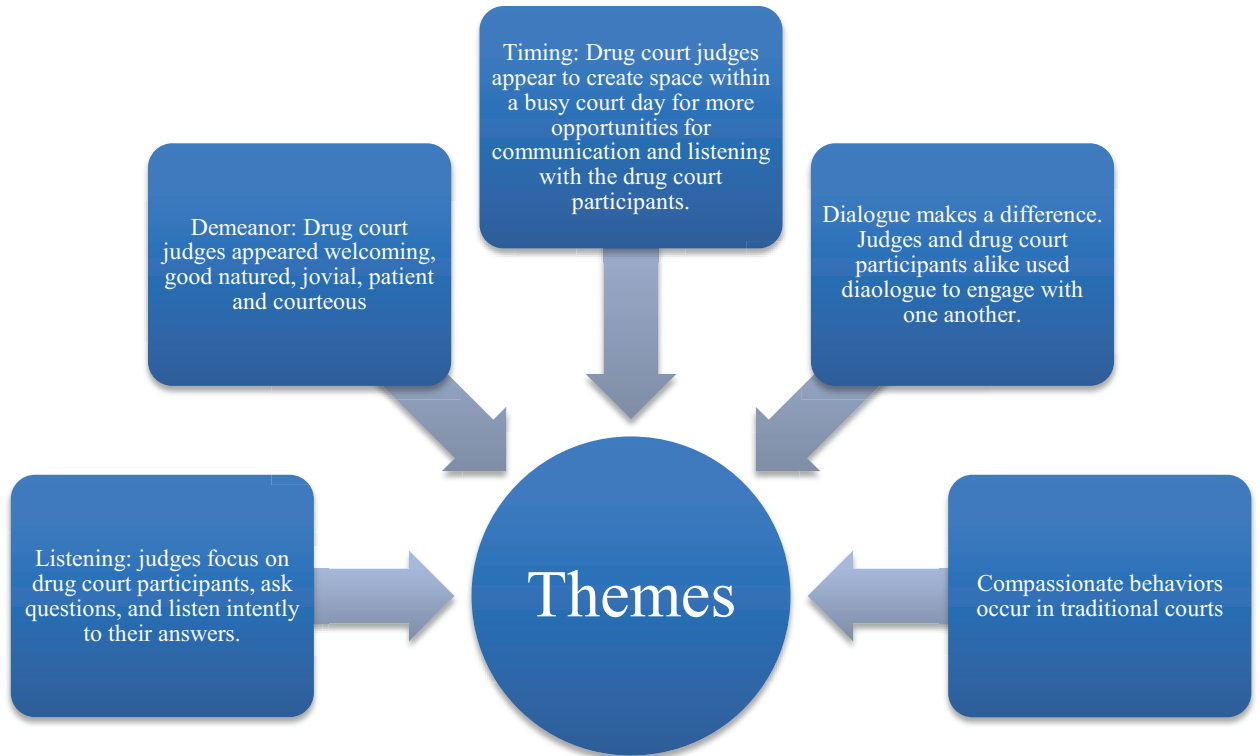 Timing: Drug court judges
appear to create space within
a busy court day for more
opportunities for
communication and listening
with the drug court
participants.
Demeanor: Drug court
judges appeared welcoming,
good natured, jovial, patient
and courteous
Dialogue makes a difference.
Judges and drug court
participants alike used
diaologue to engage with
one another.
Listening: judges focus on
drug court participants, ask
questions, and listen intently
to their answers.
Themes
Compassionate behaviors
occur in traditional courts